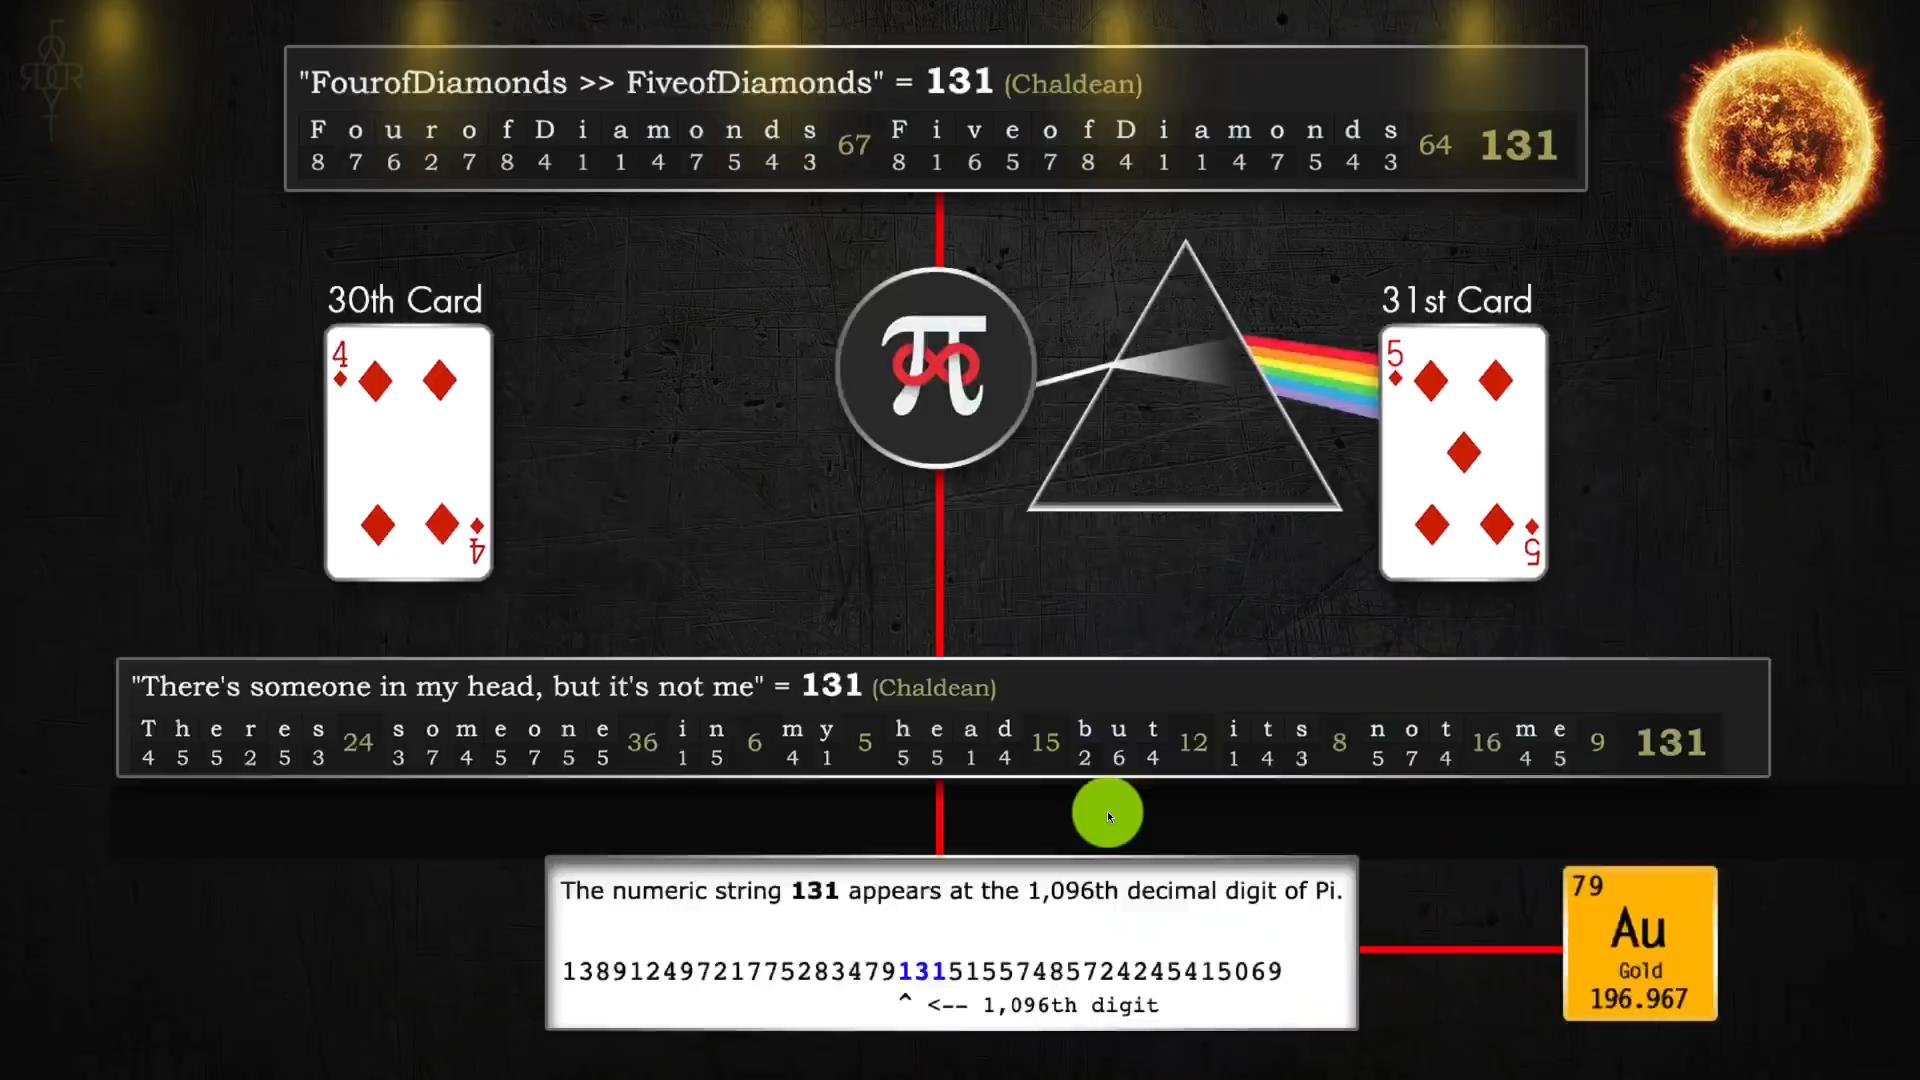 "FourofDiamonds >> FiveofDiamonds" = 131 (Chaldean)
F o u r o f D i a m o n d s 67 F i v e o f D i a m o n d s 64 131
8 7 6 2 7 8 4 1 1 4 7 5 4 3 8 1 6 5 7 8 4 1 1 4 7 5 4 3
30th Card
31st Card
4
5
π
4
5
"There's someone in my head, but it's not me" = 131 (Chaldean)
T h e r e s 24 s o m e o n e 36 i n 6 m y 5 h e a d 15 b u t 12 i t s 8 n o t 16 m e 9 131
4 5 5 2 5 3 3 7 4 5 7 5 5 1 5 4 1 5 5 1 4 2 6 4 1 4 3 5 7 4 4 5
The numeric string 131 appears at the 1,096th decimal digit of Pi.
1389124972177528347913151557485724245415069
^ <-- 1,096th digit
79
Au
Gold
196.967